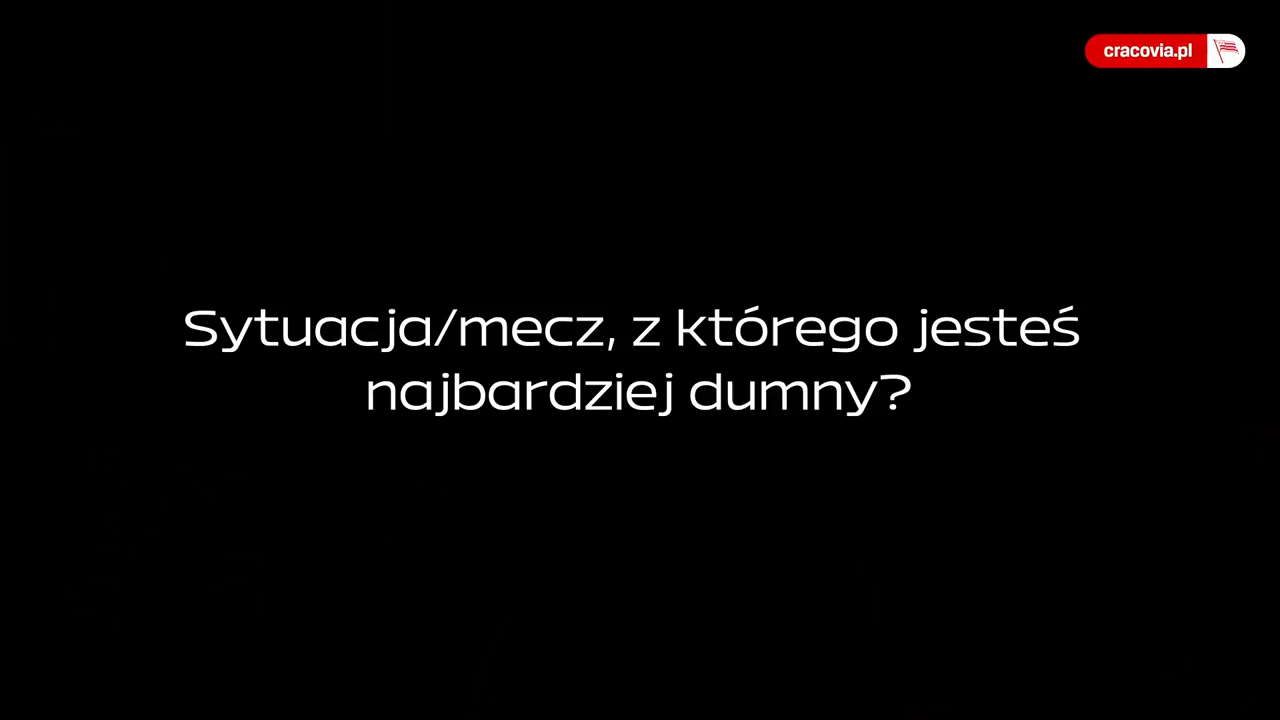 cracovia.pl
Sytuacja/mecz, z którego jesteś
najbardziej dumny?